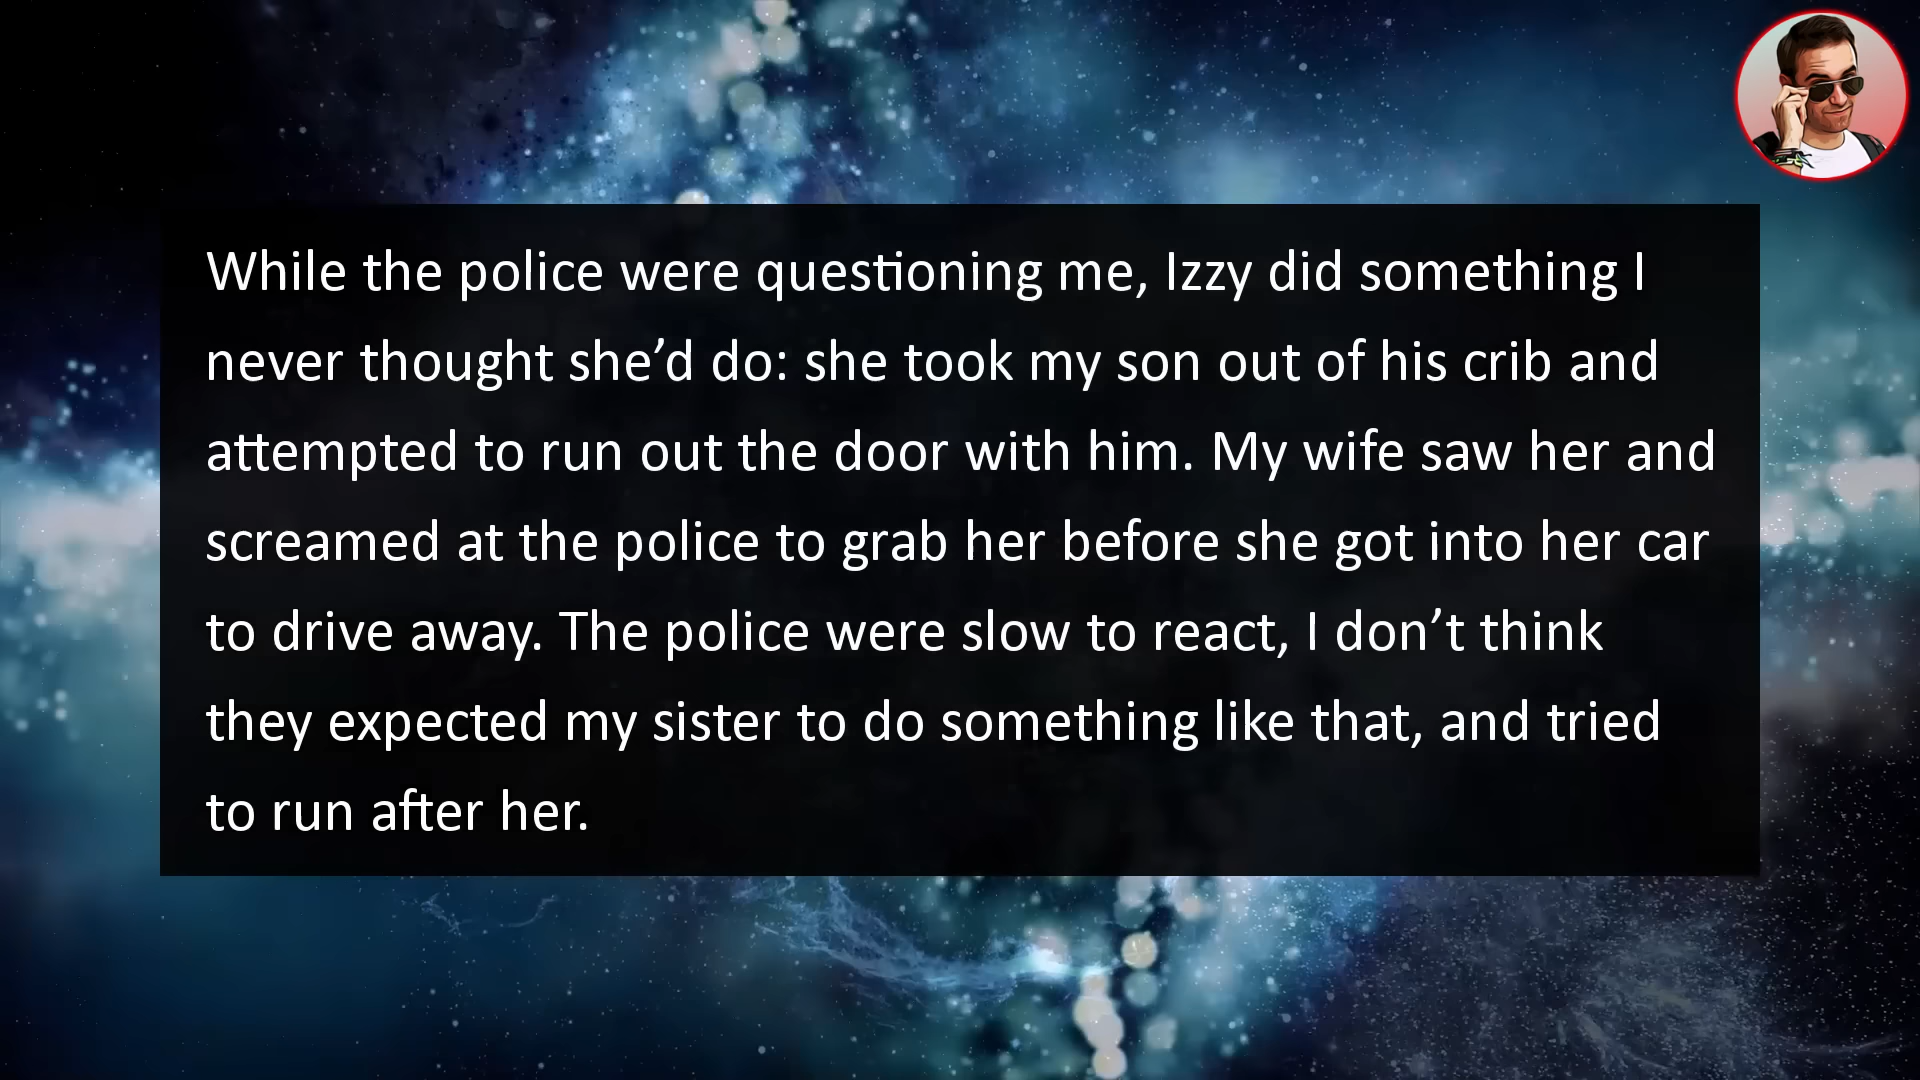 While the police were questioning me, Izzy did something I
never thought she’d do: she took my son out of his crib and
attempted to run out the door with him. My wife saw her and
screamed at the police to grab her before she got into her car
to drive away. The police were slow to react, I don’t think
they expected my sister to do something like that, and tried
to run after her.